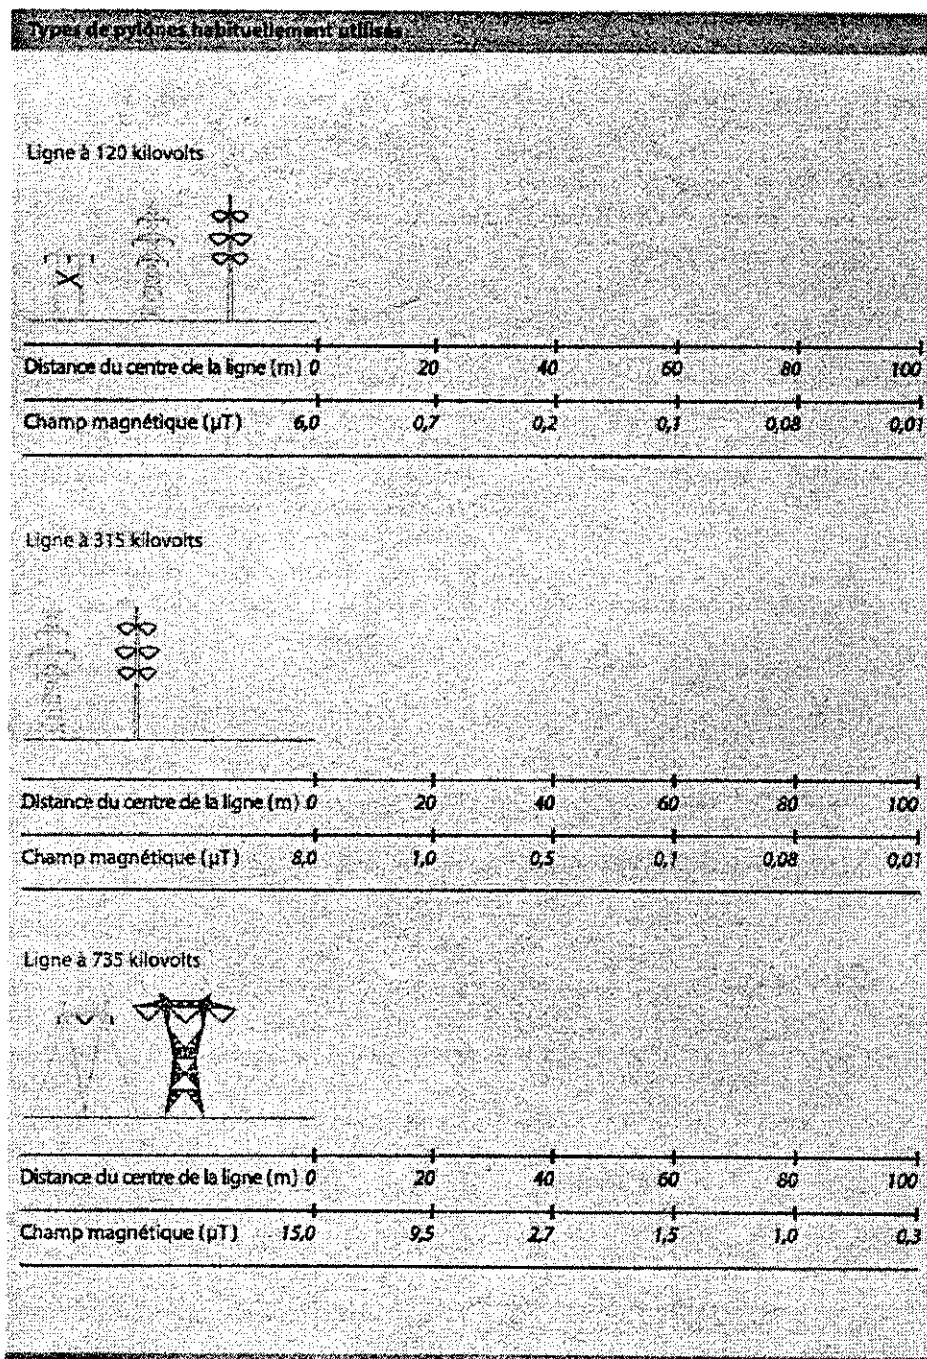 Types de pylônes habituellement utilisés
Ligne à 120 kilovolts
Distance du centre de la ligne (m) 0 20 40 60 80 100
Champ magnétique (µT) 6,0 0,7 0,2 0,1 0,08 0,01
Ligne à 315 kilovolts
Distance du centre de la ligne (m) 0 20 40 60 80 100
Champ magnétique (µT) 8,0 1,0 0,5 0,1 0,08 0,01
Ligne à 735 kilovolts
Distance du centre de la ligne (m) 0 20 40 60 80 100
Champ magnétique (µT) 15,0 9,5 2,7 1,5 1,0 0,3